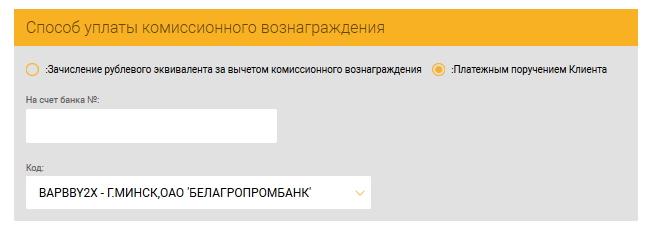 Способ уплаты комиссионного вознаграждения
:Зачисление рублевого эквивалента за вычетом комиссионного вознаграждения :Платежным поручением Клиента
На счет банка №:
Код:
BAPBBY2X - Г.МИНСК,ОАО 'БЕЛАГРОПРОМБАНК'